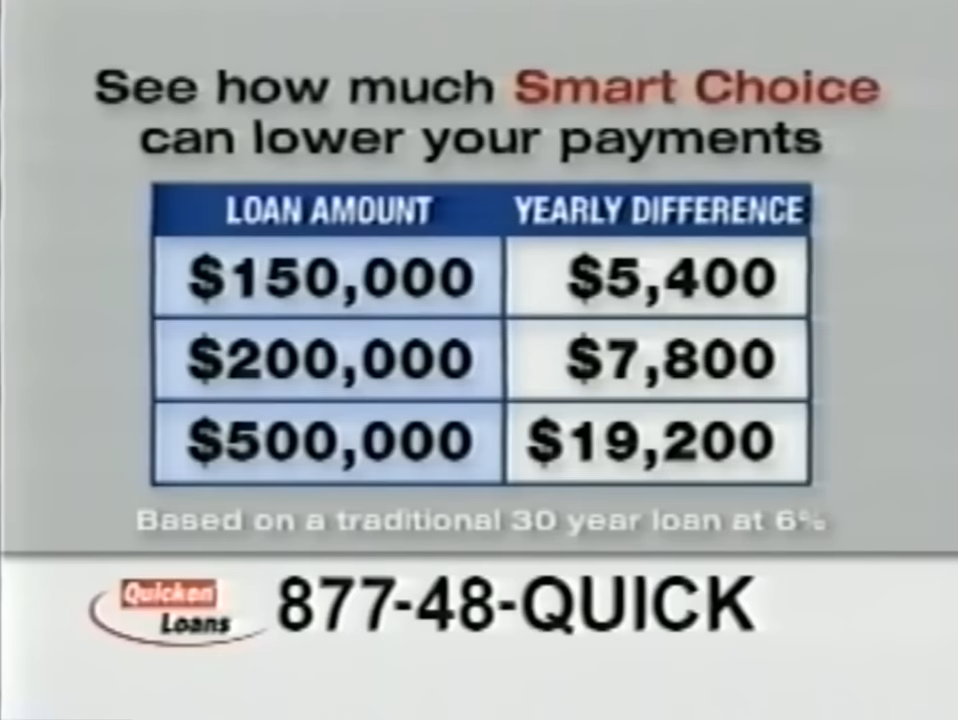 See how much Smart Choice
can lower your payments
LOAN AMOUNT YEARLY DIFFERENCE
$150,000 $5,400
$200,000 $7,800
$500,000 $19,200
Based on a traditional 30 year loan at 6%
Quicken
Loans
877-48-QUICK